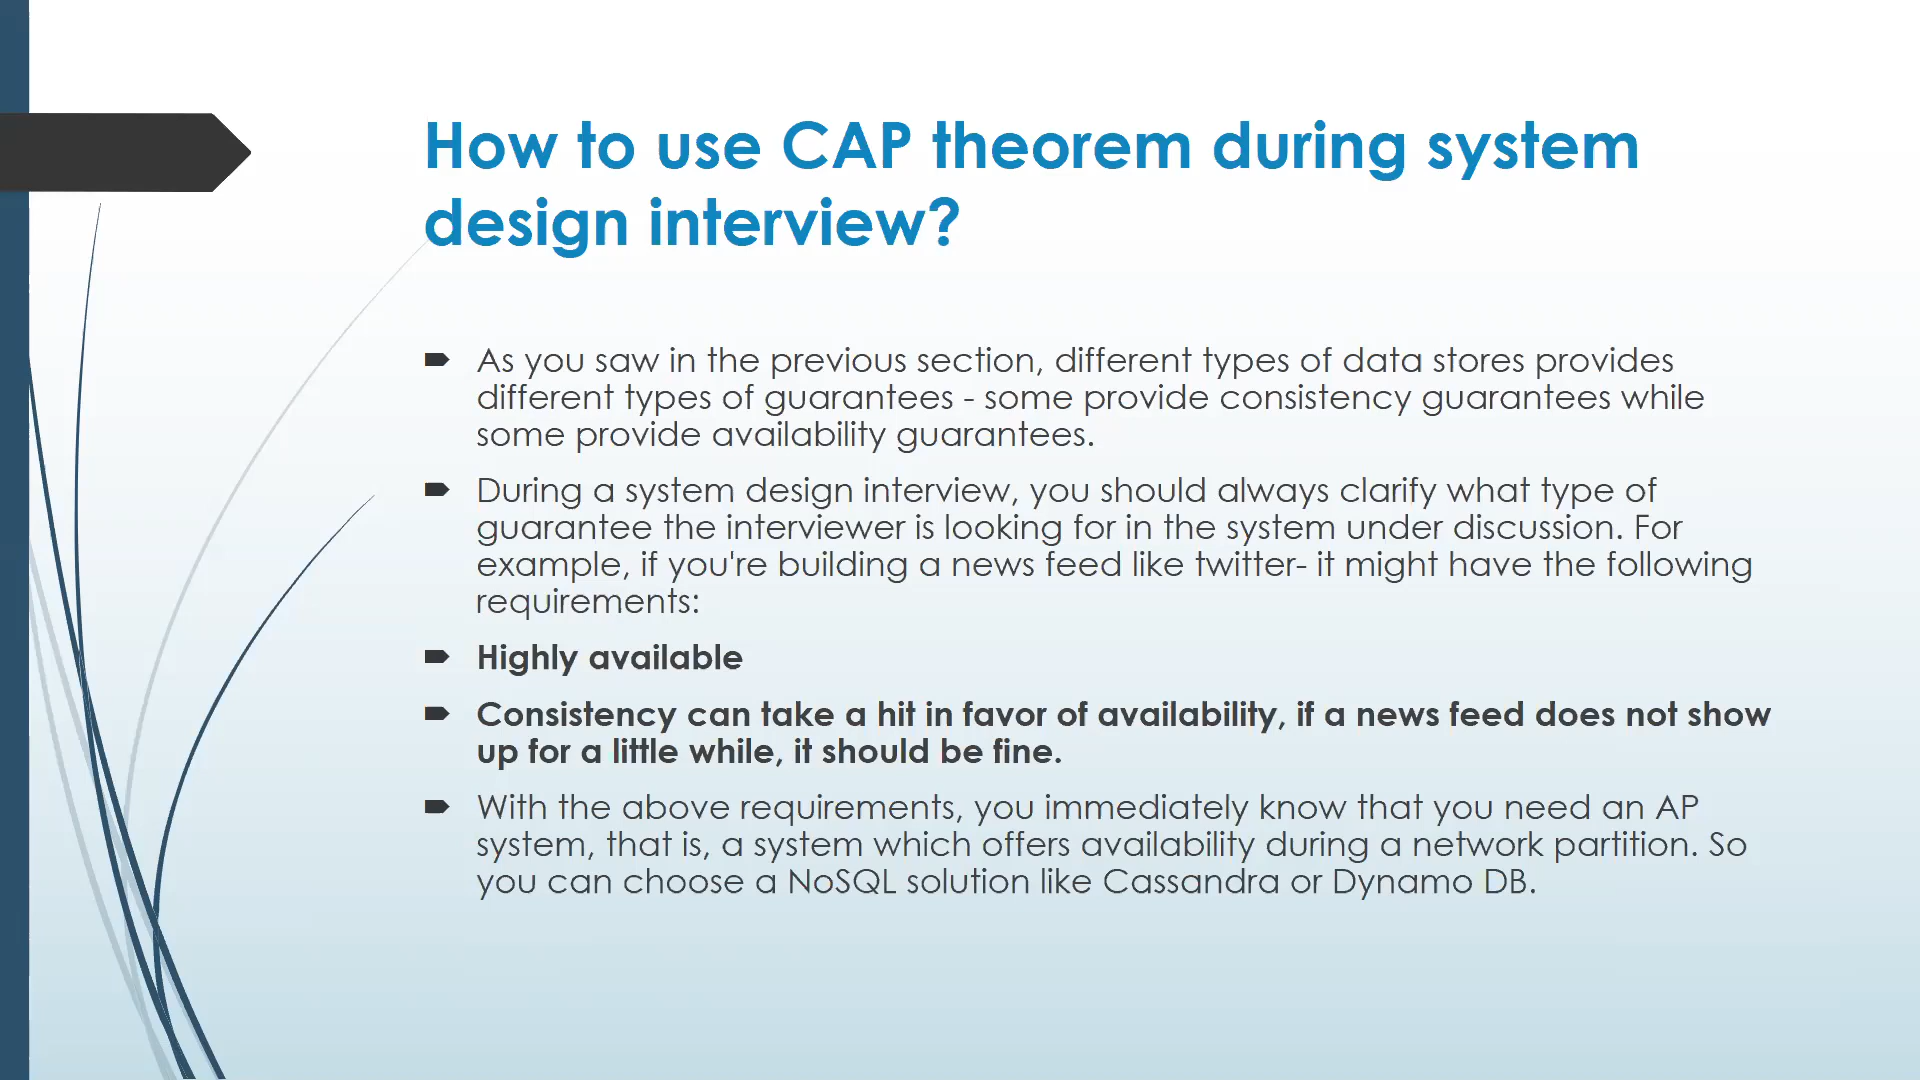 How to use CAP theorem during system
design interview?
As you saw in the previous section, different types of data stores provides
different types of guarantees - some provide consistency guarantees while
some provide availability guarantees.
During a system design interview, you should always clarify what type of
guarantee the interviewer is looking for in the system under discussion. For
example, if you're building a news feed like twitter- it might have the following
requirements:
Highly available
Consistency can take a hit in favor of availability, if a news feed does not show
up for a little while, it should be fine.
With the above requirements, you immediately know that you need an AP
system, that is, a system which offers availability during a network partition. So
you can choose a NoSQL solution like Cassandra or Dynamo DB.